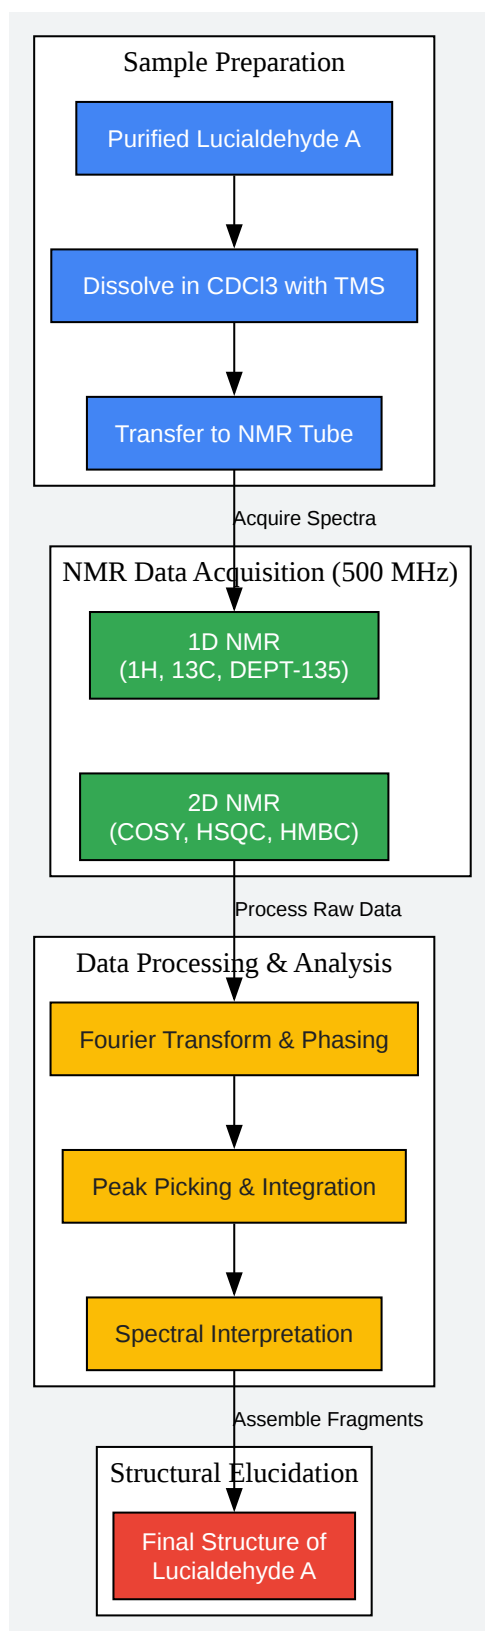 Sample Preparation
Purified Lucialdehyde A
Dissolve in CDCl3 with TMS
Transfer to NMR Tube
Acquire Spectra
NMR Data Acquisition (500 MHz)
1D NMR
(1H, 13C, DEPT-135)
2D NMR
(COSY, HSQC, HMBC)
Process Raw Data
Data Processing & Analysis
Fourier Transform & Phasing
Peak Picking & Integration
Spectral Interpretation
Assemble Fragments
Structural Elucidation
Final Structure of
Lucialdehyde A